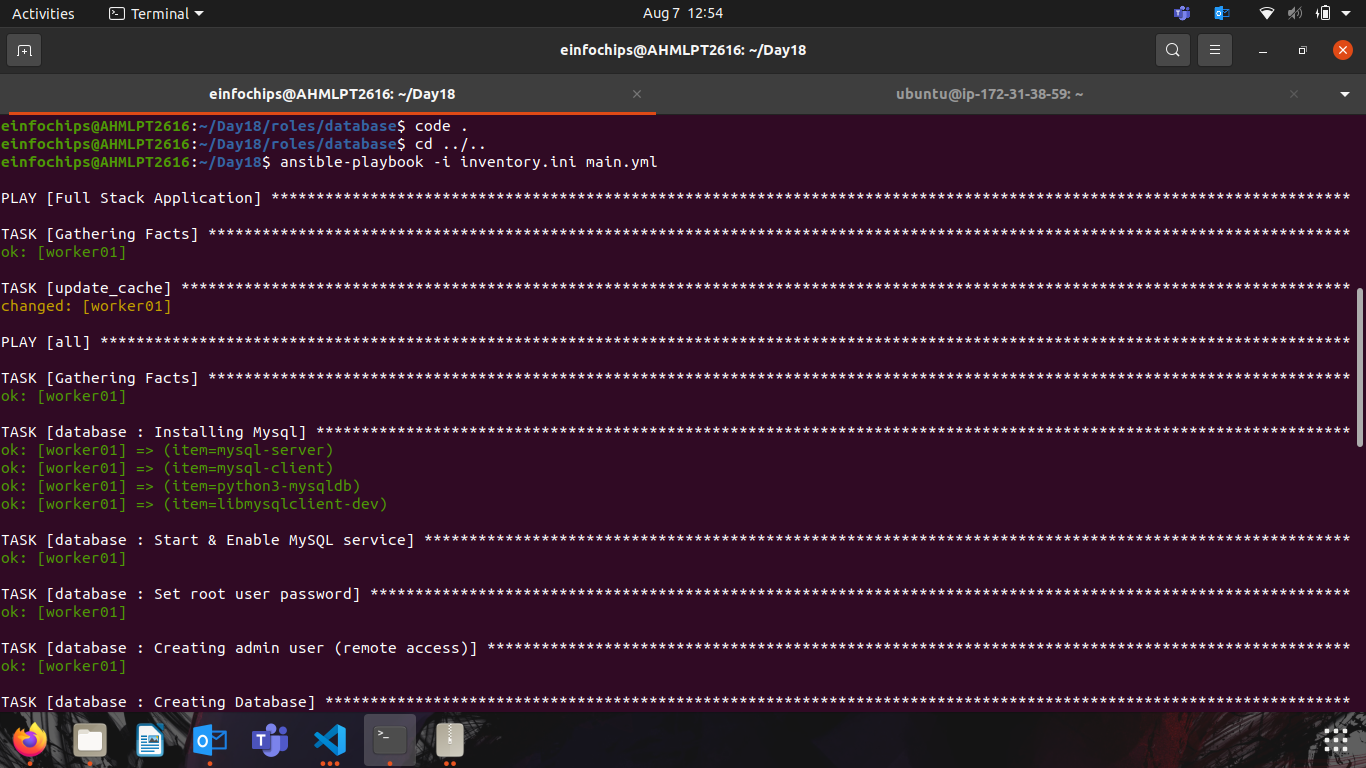 Activities
Terminal
Aug 7 12:54
einfochips@AHMLPT2616: ~/Day18
einfochips@AHMLPT2616: ~/Day18
ubuntu@ip-172-31-38-59: ~
einfochips@AHMLPT2616:~/Day18/roles/database$ code .
einfochips@AHMLPT2616:~/Day18/roles/database$ cd ../..
einfochips@AHMLPT2616:~/Day18$ ansible-playbook -i inventory.ini main.yml
PLAY [Full Stack Application] ************************************************************************************************************************
TASK [Gathering Facts] *******************************************************************************************************************************
ok: [worker01]
TASK [update_cache] **********************************************************************************************************************************
changed: [worker01]
PLAY [all] *******************************************************************************************************************************************
TASK [Gathering Facts] *******************************************************************************************************************************
ok: [worker01]
TASK [database : Installing Mysql] *******************************************************************************************************************
ok: [worker01] => (item=mysql-server)
ok: [worker01] => (item=mysql-client)
ok: [worker01] => (item=python3-mysqldb)
ok: [worker01] => (item=libmysqlclient-dev)
TASK [database : Start & Enable MySQL service] *******************************************************************************************************
ok: [worker01]
TASK [database : Set root user password] *************************************************************************************************************
ok: [worker01]
TASK [database : Creating admin user (remote access)] ************************************************************************************************
ok: [worker01]
TASK [database : Creating Database] ******************************************************************************************************************